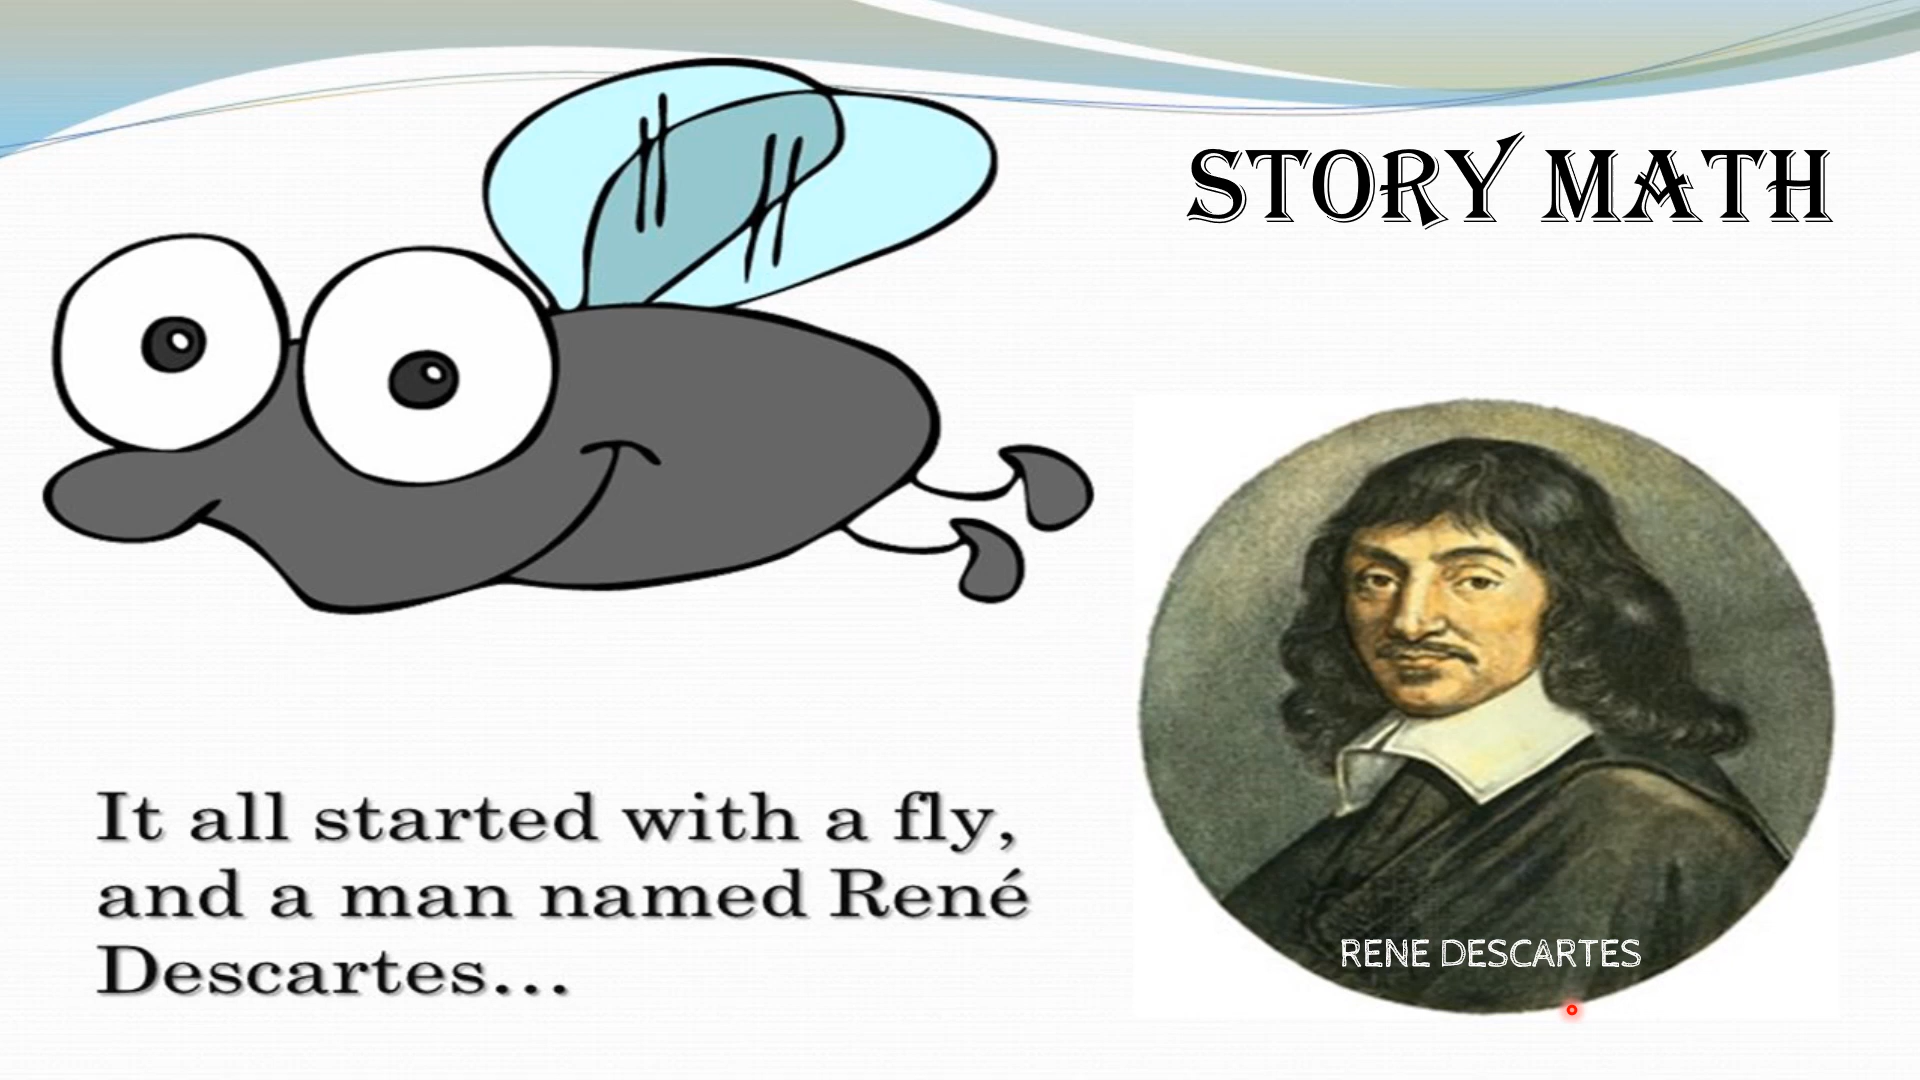 STORY MATH
It all started with a fly,
and a man named René
Descartes...
RENE DESCARTES